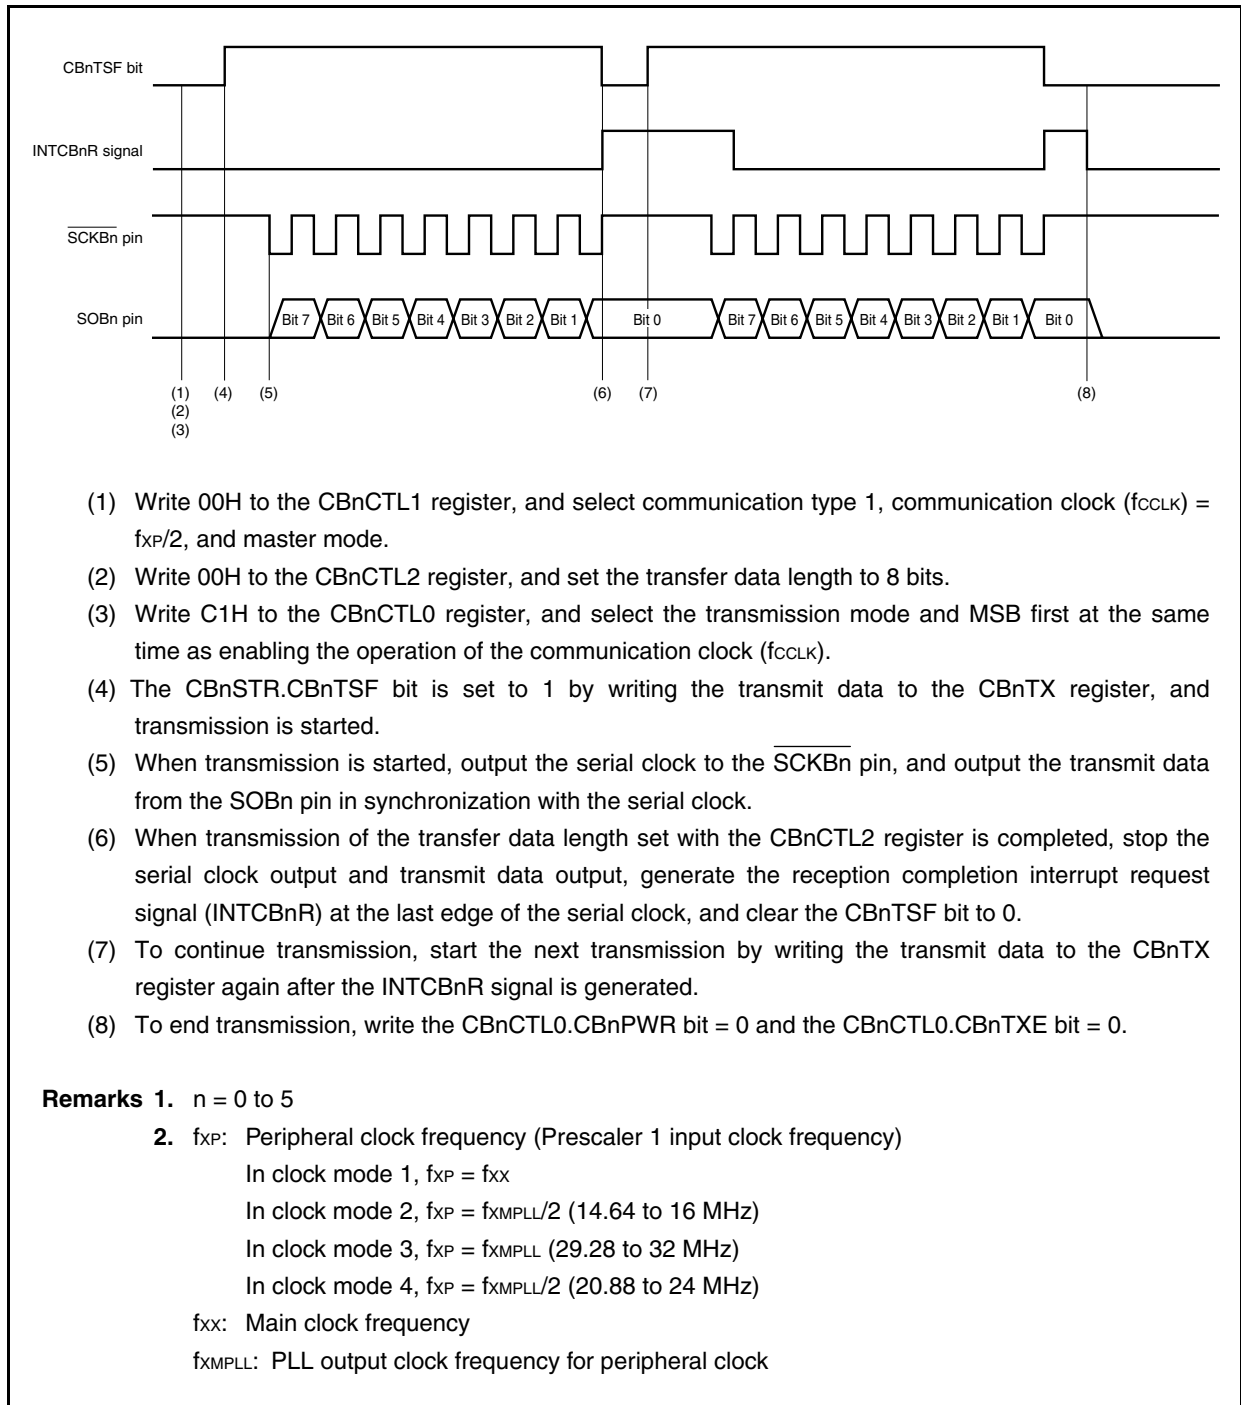 CBnTSF bit
INTCBnR signal
SCKBn pin
SOBn pin
Bit 7 Bit 6 Bit 5 Bit 4 Bit 3 Bit 2 Bit 1 Bit 0 Bit 7 Bit 6 Bit 5 Bit 4 Bit 3 Bit 2 Bit 1 Bit 0
(1) (4) (5) (6) (7) (8)
(2)
(3)
(1) Write 00H to the CBnCTL1 register, and select communication type 1, communication clock (fCCLK) =
fXP/2, and master mode.
(2) Write 00H to the CBnCTL2 register, and set the transfer data length to 8 bits.
(3) Write C1H to the CBnCTL0 register, and select the transmission mode and MSB first at the same
time as enabling the operation of the communication clock (fCCLK).
(4) The CBnSTR.CBnTSF bit is set to 1 by writing the transmit data to the CBnTX register, and
transmission is started.
(5) When transmission is started, output the serial clock to the SCKBn pin, and output the transmit data
from the SOBn pin in synchronization with the serial clock.
(6) When transmission of the transfer data length set with the CBnCTL2 register is completed, stop the
serial clock output and transmit data output, generate the reception completion interrupt request
signal (INTCBnR) at the last edge of the serial clock, and clear the CBnTSF bit to 0.
(7) To continue transmission, start the next transmission by writing the transmit data to the CBnTX
register again after the INTCBnR signal is generated.
(8) To end transmission, write the CBnCTL0.CBnPWR bit = 0 and the CBnCTL0.CBnTXE bit = 0.
Remarks 1. n = 0 to 5
2. fXP: Peripheral clock frequency (Prescaler 1 input clock frequency)
In clock mode 1, fXP = fXX
In clock mode 2, fXP = fXMPLL/2 (14.64 to 16 MHz)
In clock mode 3, fXP = fXMPLL (29.28 to 32 MHz)
In clock mode 4, fXP = fXMPLL/2 (20.88 to 24 MHz)
fXX: Main clock frequency
fXMPLL: PLL output clock frequency for peripheral clock